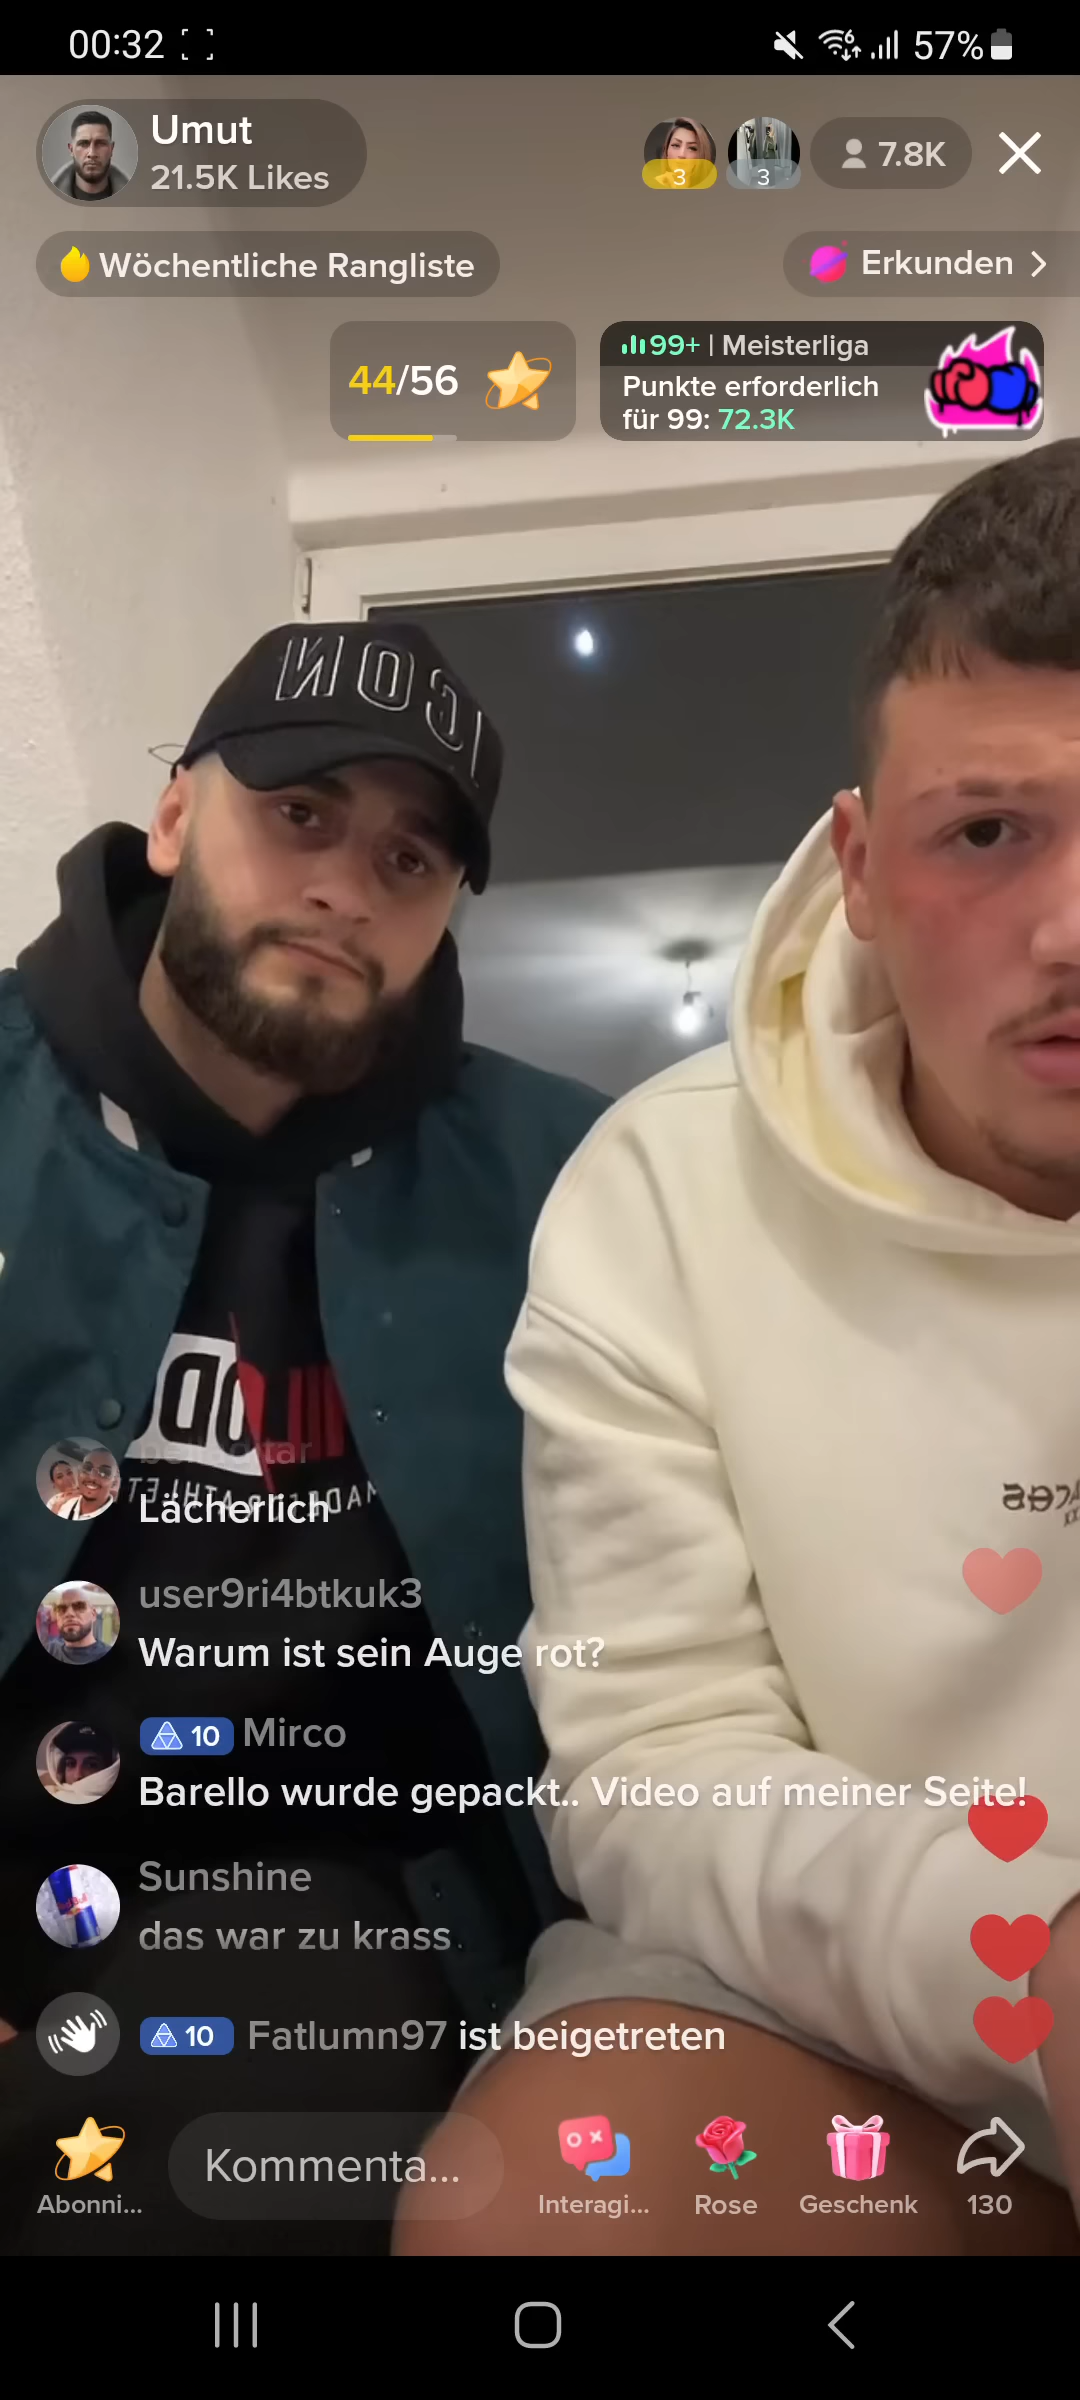 00:32
57%
Umut
21.5K Likes
3
3
7.8K
Wöchentliche Rangliste
Erkunden
44/56
99+ | Meisterliga
Punkte erforderlich
für 99: 72.3K
ICON
Lächerlich
user9ri4btkuk3
Warum ist sein Auge rot?
10 Mirco
Barello wurde gepackt.. Video auf meiner Seite!
Sunshine
das war zu krass
10 Fatlumn97 ist beigetreten
Abonni...
Kommenta...
Interagi...
Rose
Geschenk
130